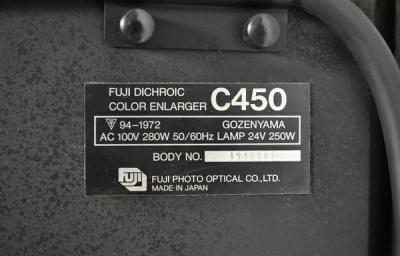 FUJI DICHROIC
COLOR ENLARGER C450
94-1972 GOZENYAMA
AC 100V 280W 50/60Hz LAMP 24V 250W
BODY NO.
FUJI FUJI PHOTO OPTICAL CO., LTD.
MADE IN JAPAN